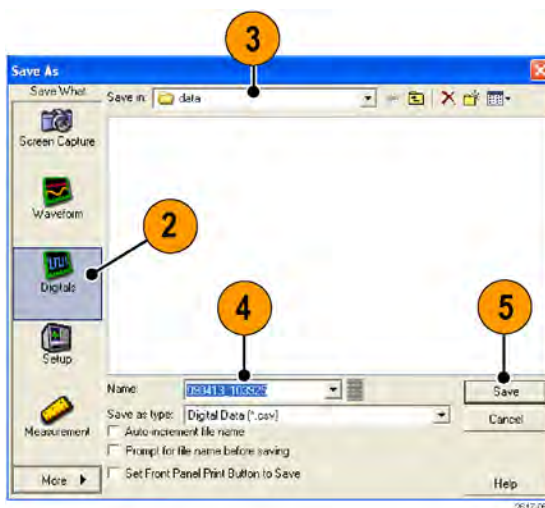 3
Save As
Save What
Save in: data
Screen Capture
Waveform
2
Digitals
4
5
Setup
Name: 090413_103925
Save
Save as type: Digital Data (*.csv)
Cancel
Measurement
Auto-increment file name
Prompt for file name before saving
Set Front Panel Print Button to Save
More
Help